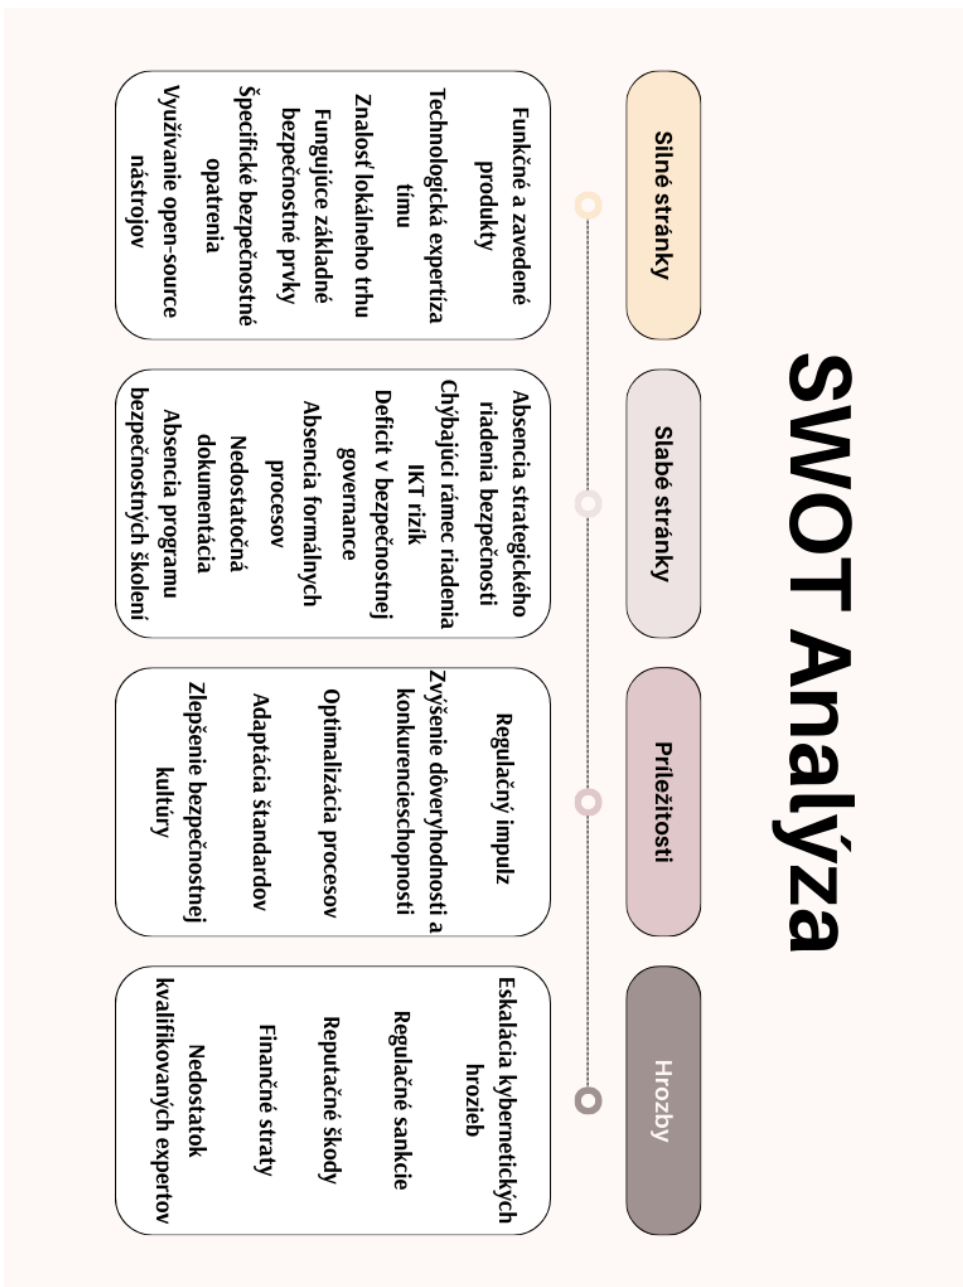 SWOT Analýza
Silné stránky
Funkčné a zavedené
produkty
Technologická expertíza
tímu
Znalosť lokálneho trhu
Fungujúce základné
bezpečnostné prvky
Špecifické bezpečnostné
opatrenia
Využívanie open-source
nástrojov
Slabé stránky
Absencia strategického
riadenia bezpečnosti
Chýbajúci rámec riadenia
IKT rizík
Deficit v bezpečnostnej
governance
Absencia formálnych
procesov
Nedostatočná
dokumentácia
Absencia programu
bezpečnostných školení
Príležitosti
Regulačný impulz
Zvýšenie dôveryhodnosti a
konkurencieschopnosti
Optimalizácia procesov
Adaptácia štandardov
Zlepšenie bezpečnostnej
kultúry
Hrozby
Eskalácia kybernetických
hrozieb
Regulačné sankcie
Reputačné škody
Finančné straty
Nedostatok
kvalifikovaných expertov